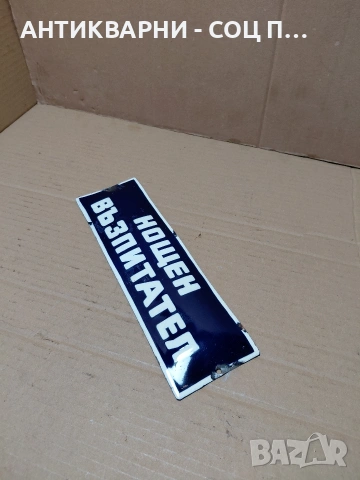 АНТИКВАРНИ - СОЦ П...
НОЩЕН
ВЪЗПИТАТЕЛ
BAZAR